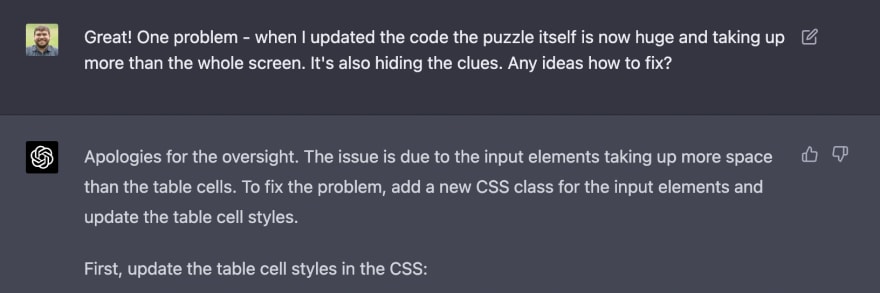 Great! One problem - when I updated the code the puzzle itself is now huge and taking up
more than the whole screen. It's also hiding the clues. Any ideas how to fix?
Apologies for the oversight. The issue is due to the input elements taking up more space
than the table cells. To fix the problem, add a new CSS class for the input elements and
update the table cell styles.
First, update the table cell styles in the CSS: